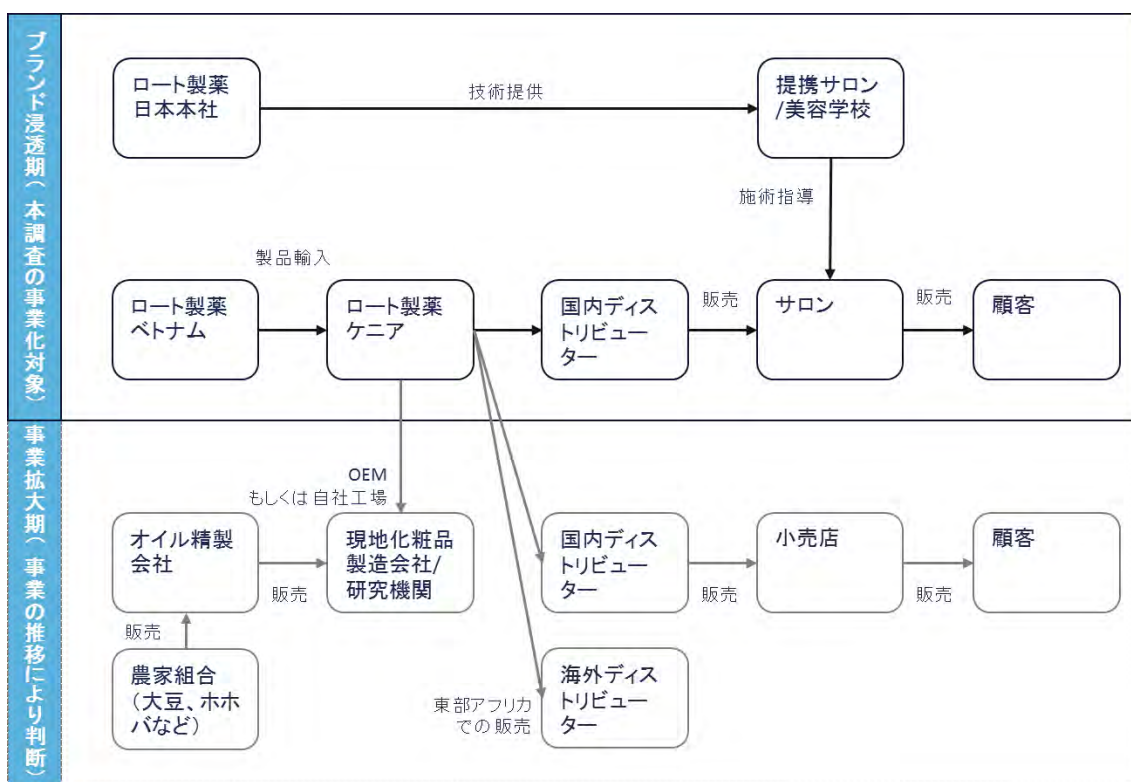 ブランド浸透期(本調査の事業化対象)
ロート製薬
日本本社
技術提供
提携サロン
/美容学校
施術指導
製品輸入
ロート製薬
ベトナム
ロート製薬
ケニア
国内ディス
トリビュー
ター
販売
サロン
販売
顧客
事業拡大期(事業の推移により判断)
OEM
もしくは自社工場
オイル精製
会社
販売
現地化粧品
製造会社/
研究機関
国内ディス
トリビュー
ター
販売
小売店
販売
顧客
販売
農家組合
(大豆、ホホ
バなど)
東部アフリカ
での販売
海外ディス
トリビュー
ター